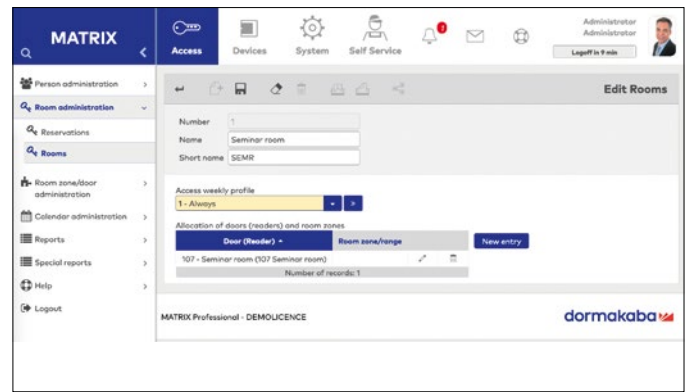 MATRIX
Access
Devices
System
Self Service
Administrator
Administrator
Logoff in 9 min
Person administration
Room administration
Reservations
Rooms
Room zone/door
administration
Calendar administration
Reports
Special reports
Help
Logout
Edit Rooms
Number 1
Name Seminar room
Short name SEMR
Access weekly profile
1 - Always
Allocation of doors (readers) and room zones
Door (Reader) Room zone/range
New entry
107 - Seminar room (107 Seminar room)
Number of records: 1
MATRIX Professional - DEMOLICENCE
dormakaba